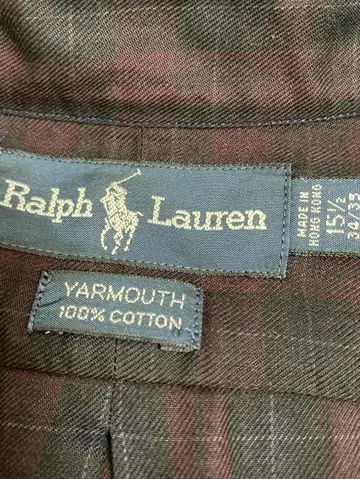 Ralph Lauren
MADE IN
HONG KONG
15½
34-35
YARMOUTH
100% COTTON